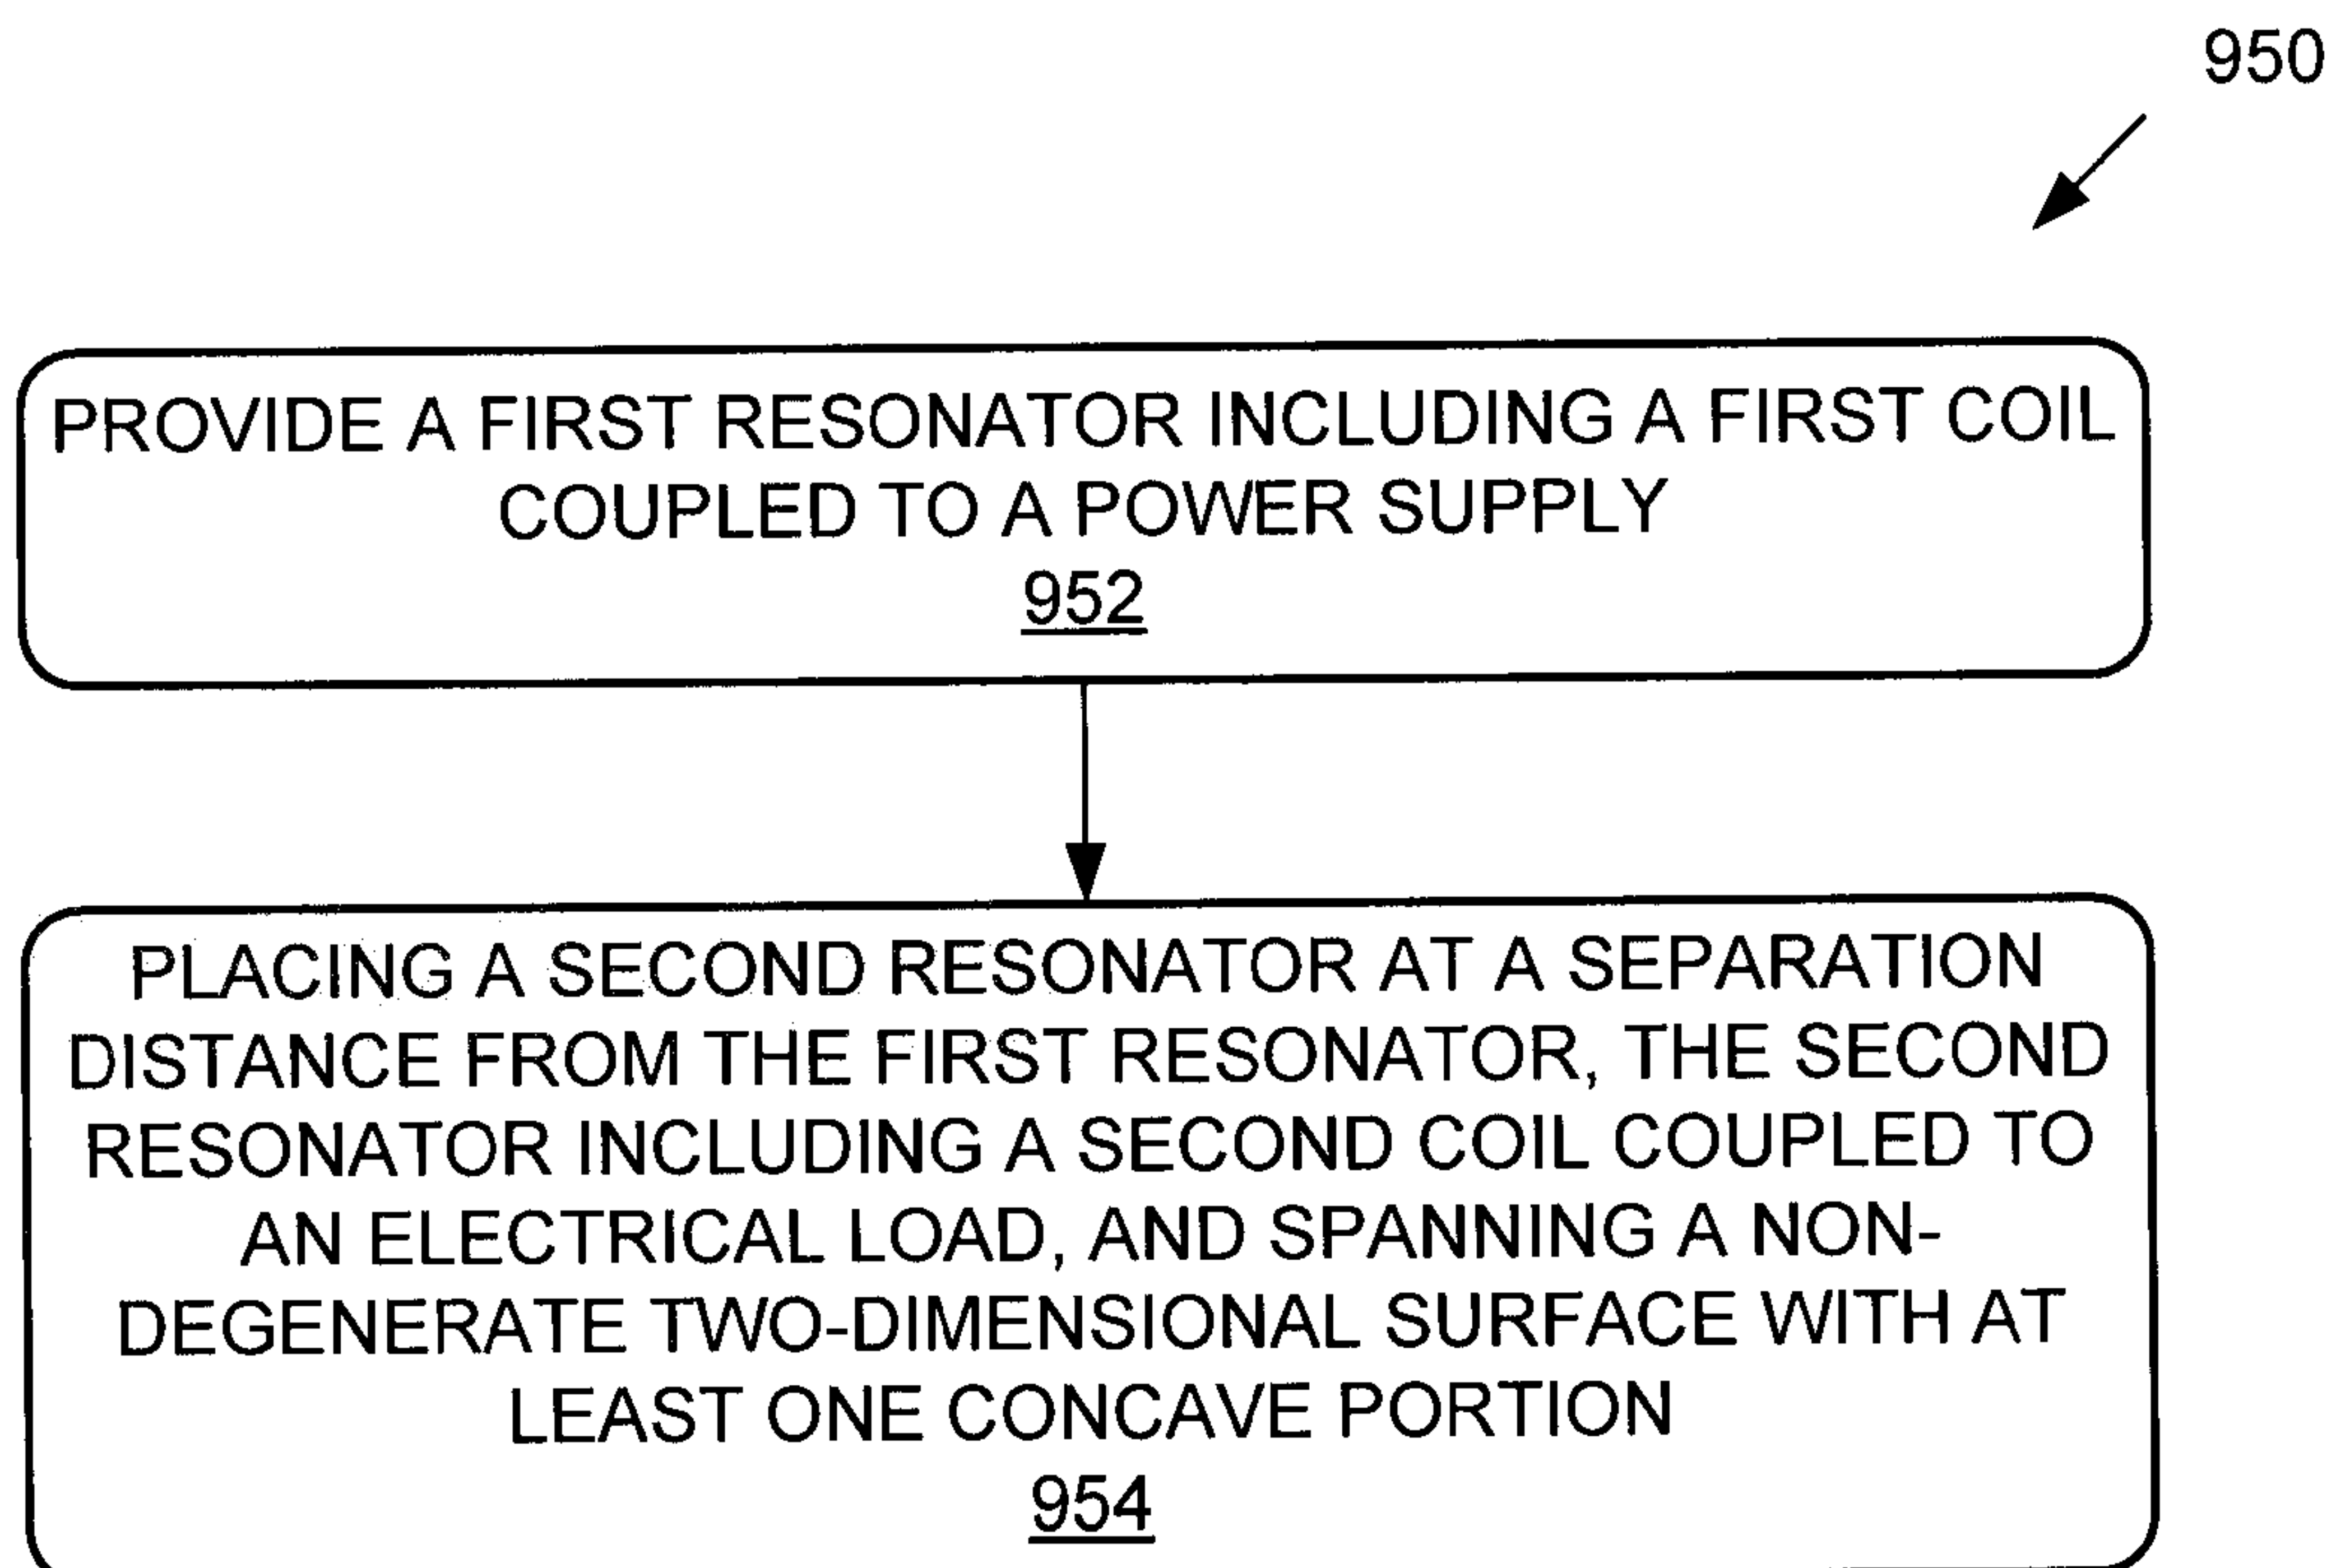 950
PROVIDE A FIRST RESONATOR INCLUDING A FIRST COIL
COUPLED TO A POWER SUPPLY
952
PLACING A SECOND RESONATOR AT A SEPARATION
DISTANCE FROM THE FIRST RESONATOR, THE SECOND
RESONATOR INCLUDING A SECOND COIL COUPLED TO
AN ELECTRICAL LOAD, AND SPANNING A NON-
DEGENERATE TWO-DIMENSIONAL SURFACE WITH AT
LEAST ONE CONCAVE PORTION
954